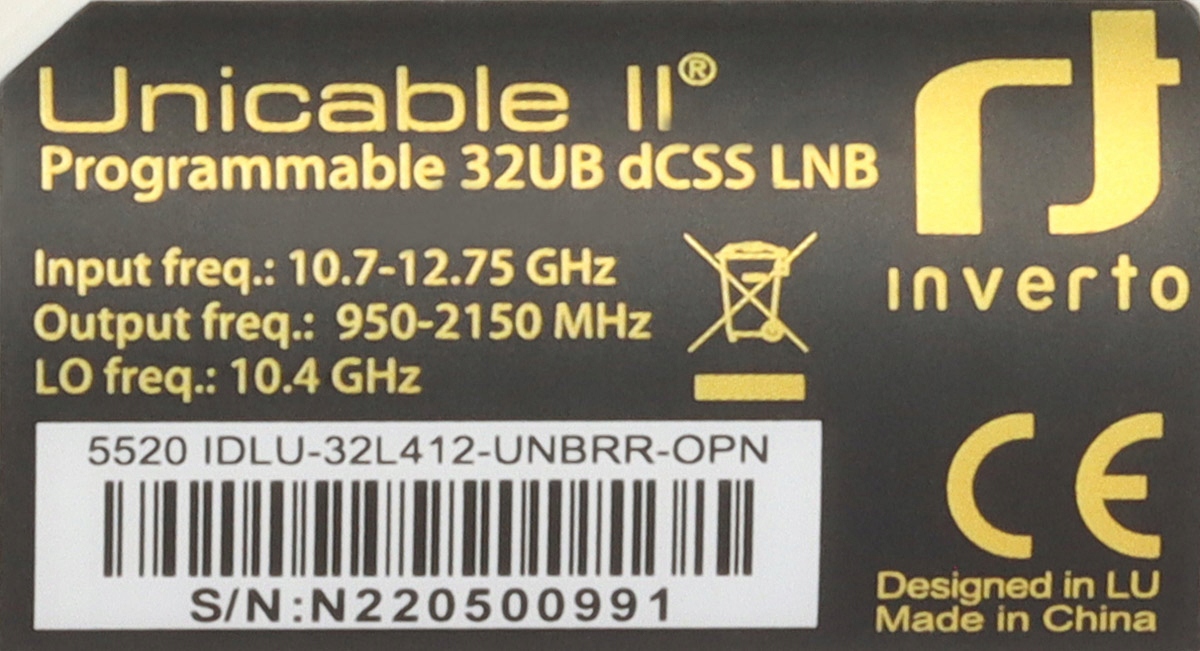 Unicable II®
Programmable 32UB dCSS LNB
inverto
Input freq.: 10.7-12.75 GHz
Output freq.: 950-2150 MHz
LO freq.: 10.4 GHz
5520 IDLU-32L412-UNBRR-OPN
S/N:N220500991
CE
Designed in LU
Made in China